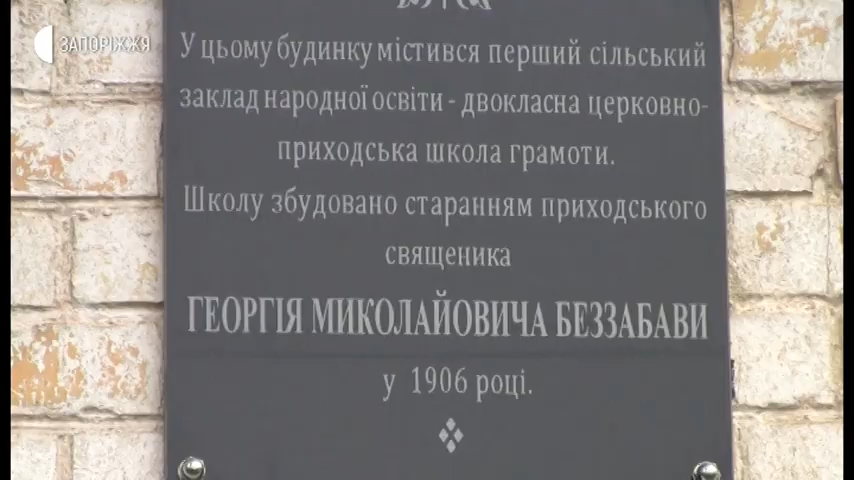 ЗАПОРІЖЖЯ
У цьому будинку містився перший сільський
заклад народної освіти - двокласна церковно-
приходська школа грамоти.
Школу збудовано старанням приходського
священика
ГЕОРГІЯ МИКОЛАЙОВИЧА БЕЗЗАБАВИ
у 1906 році.